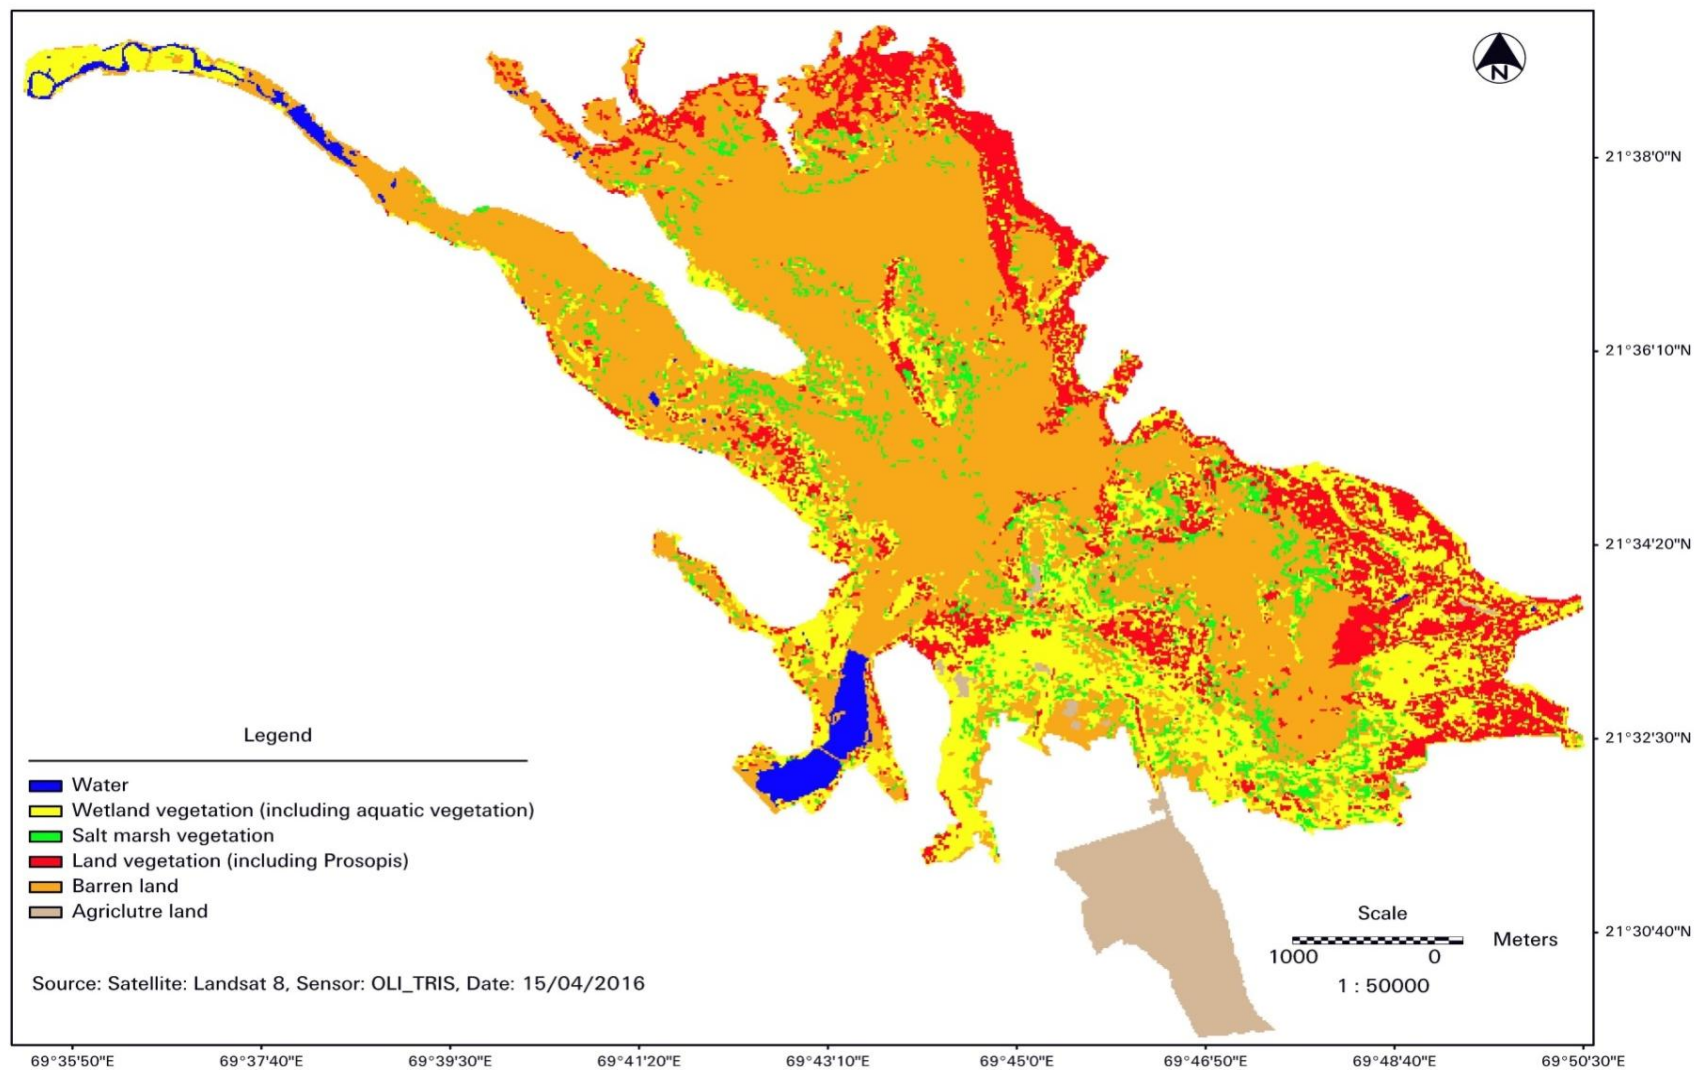 N
21°38'0"N
21°36'10"N
21°34'20"N
21°32'30"N
21°30'40"N
Legend
Water
Wetland vegetation (including aquatic vegetation)
Salt marsh vegetation
Land vegetation (including Prosopis)
Barren land
Agriclutre land
Scale
Meters
1000 0
1 : 50000
Source: Satellite: Landsat 8, Sensor: OLI_TRIS, Date: 15/04/2016
69°35'50"E 69°37'40"E 69°39'30"E 69°41'20"E 69°43'10"E 69°45'0"E 69°46'50"E 69°48'40"E 69°50'30"E